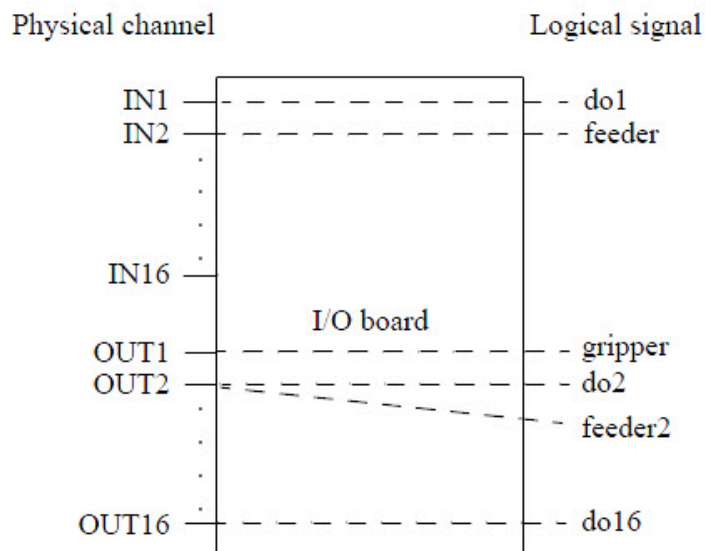 Physical channel Logical signal
IN1 do1
IN2 feeder
IN16
I/O board
OUT1 gripper
OUT2 do2
feeder2
OUT16 do16